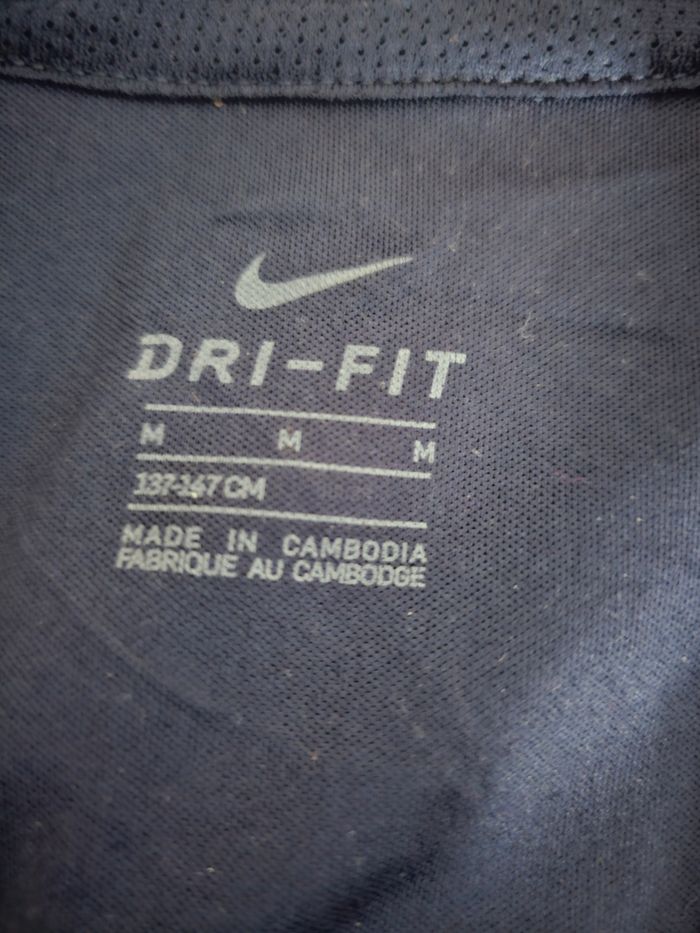 DRI-FIT
M M M
137-147 CM
MADE IN CAMBODIA
FABRIQUE AU CAMBODGE